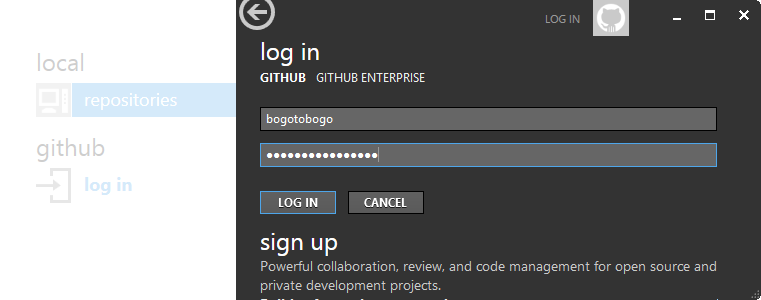 LOG IN
local
repositories
github
log in
log in
GITHUB GITHUB ENTERPRISE
bogotobogo
••••••••••••••••
LOG IN CANCEL
sign up
Powerful collaboration, review, and code management for open source and
private development projects.